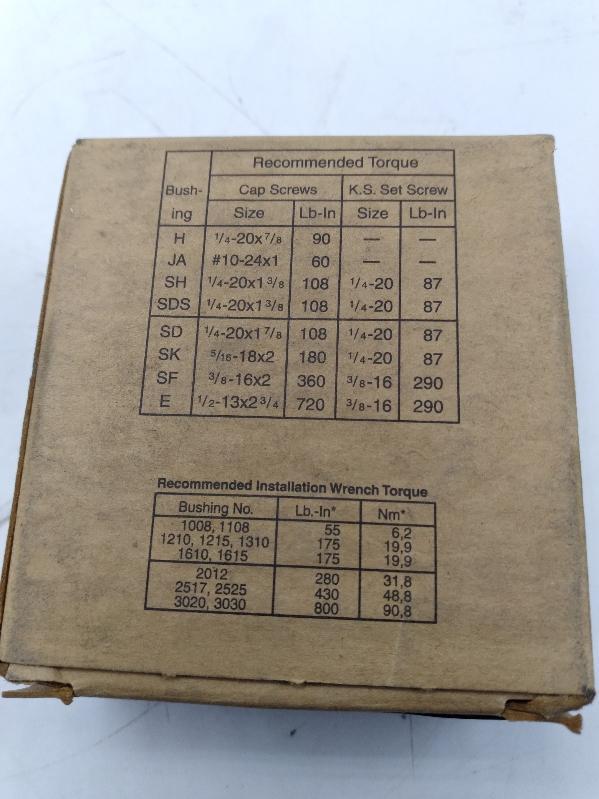 Recommended Torque
Bush-ing Cap Screws K.S. Set Screw
Size Lb-In Size Lb-In
H 1/4-20x7/8 90 — —
JA #10-24x1 60 — —
SH 1/4-20x1 3/8 108 1/4-20 87
SDS 1/4-20x1 3/8 108 1/4-20 87
SD 1/4-20x1 7/8 108 1/4-20 87
SK 5/16-18x2 180 1/4-20 87
SF 3/8-16x2 360 3/8-16 290
E 1/2-13x2 3/4 720 3/8-16 290
Recommended Installation Wrench Torque
Bushing No. Lb.-In* Nm*
1008, 1108 55 6,2
1210, 1215, 1310 175 19,9
1610, 1615 175 19,9
2012 280 31,8
2517, 2525 430 48,8
3020, 3030 800 90,8